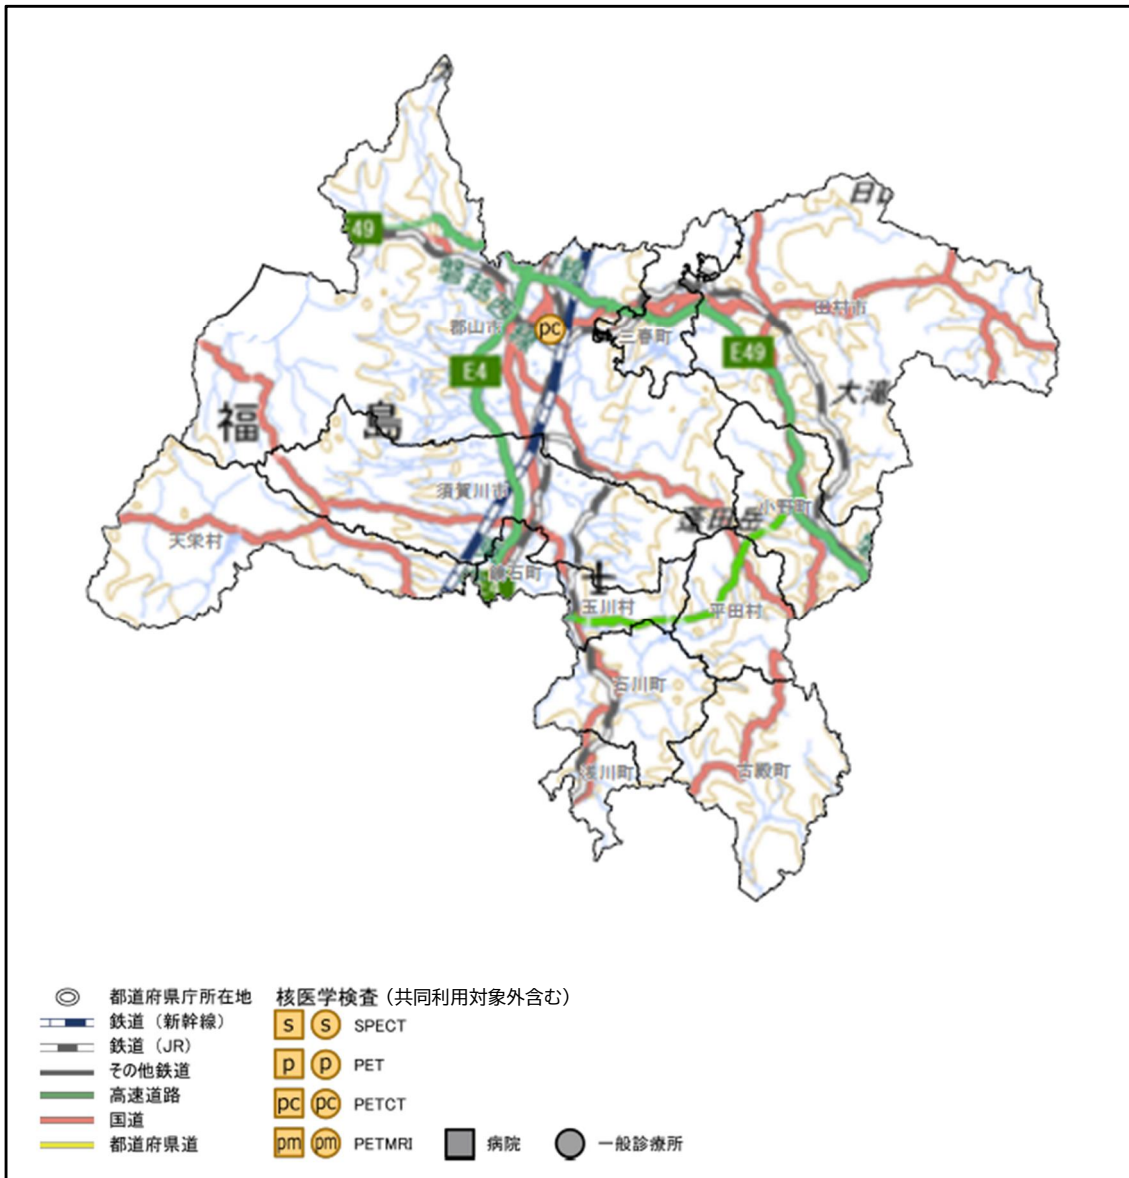 日
49
磐越西線
線
郡山市
pc
三春町
田村市
E49
E4
大滝
福島
須賀川市
蓬田岳
小野町
天栄村
鏡石町
玉川村
平田村
石川町
浅川町
古殿町
都道府県庁所在地
鉄道（新幹線）
鉄道（JR）
その他鉄道
高速道路
国道
都道府県道
核医学検査（共同利用対象外含む）
s s SPECT
p p PET
pc pc PETCT
pm pm PETMRI
病院
一般診療所